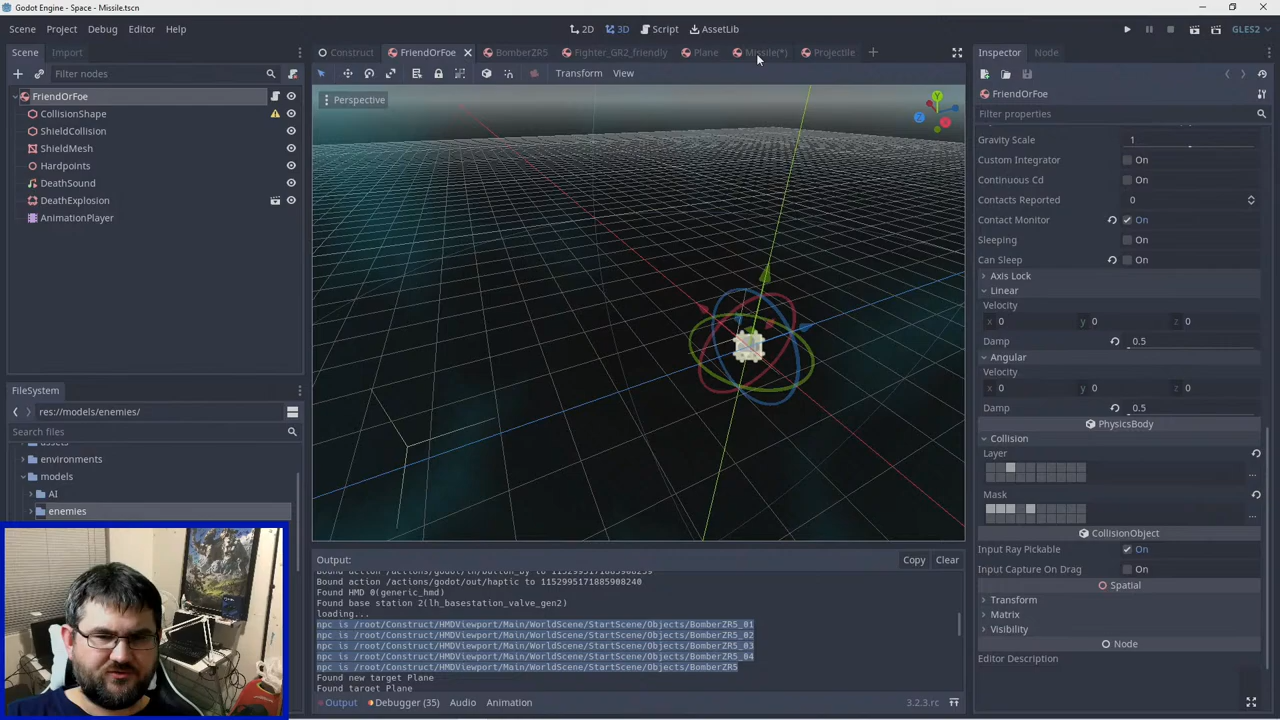 Godot Engine - Space - Missile.tscn
Scene Project Debug Editor Help
2D 3D Script AssetLib
GLES2
Scene Import
Construct FriendOrFoe BomberZR5 Fighter_GR2_friendly Plane Missile(*) Projectile
Inspector Node
Filter nodes
Transform View
FriendOrFoe
CollisionShape
ShieldCollision
ShieldMesh
Hardpoints
DeathSound
DeathExplosion
AnimationPlayer
Perspective
Y
Z
X
FriendOrFoe
Filter properties
Gravity Scale 1
Custom Integrator On
Continuous Cd On
Contacts Reported 0
Contact Monitor On
Sleeping On
Can Sleep On
Axis Lock
Linear
Velocity
x 0 y 0 z 0
Damp 0.5
Angular
Velocity
x 0 y 0 z 0
Damp 0.5
PhysicsBody
Collision
Layer
...
Mask
...
CollisionObject
Input Ray Pickable On
Input Capture On Drag On
Spatial
Transform
Matrix
Visibility
Node
Editor Description
FileSystem
res://models/enemies/
Search files
environments
models
AI
enemies
Output:
Copy Clear
Bound action /actions/godot/out/haptic to 1152995171885908240
Found HMD 0(generic_hmd)
Found base station 2(lh_basestation_valve_gen2)
loading...
npc is /root/Construct/HMDViewport/Main/WorldScene/StartScene/Objects/BomberZR5_01
npc is /root/Construct/HMDViewport/Main/WorldScene/StartScene/Objects/BomberZR5_02
npc is /root/Construct/HMDViewport/Main/WorldScene/StartScene/Objects/BomberZR5_03
npc is /root/Construct/HMDViewport/Main/WorldScene/StartScene/Objects/BomberZR5_04
npc is /root/Construct/HMDViewport/Main/WorldScene/StartScene/Objects/BomberZR5
Found new target Plane
Found target Plane
Output Debugger (35) Audio Animation
3.2.3.rc